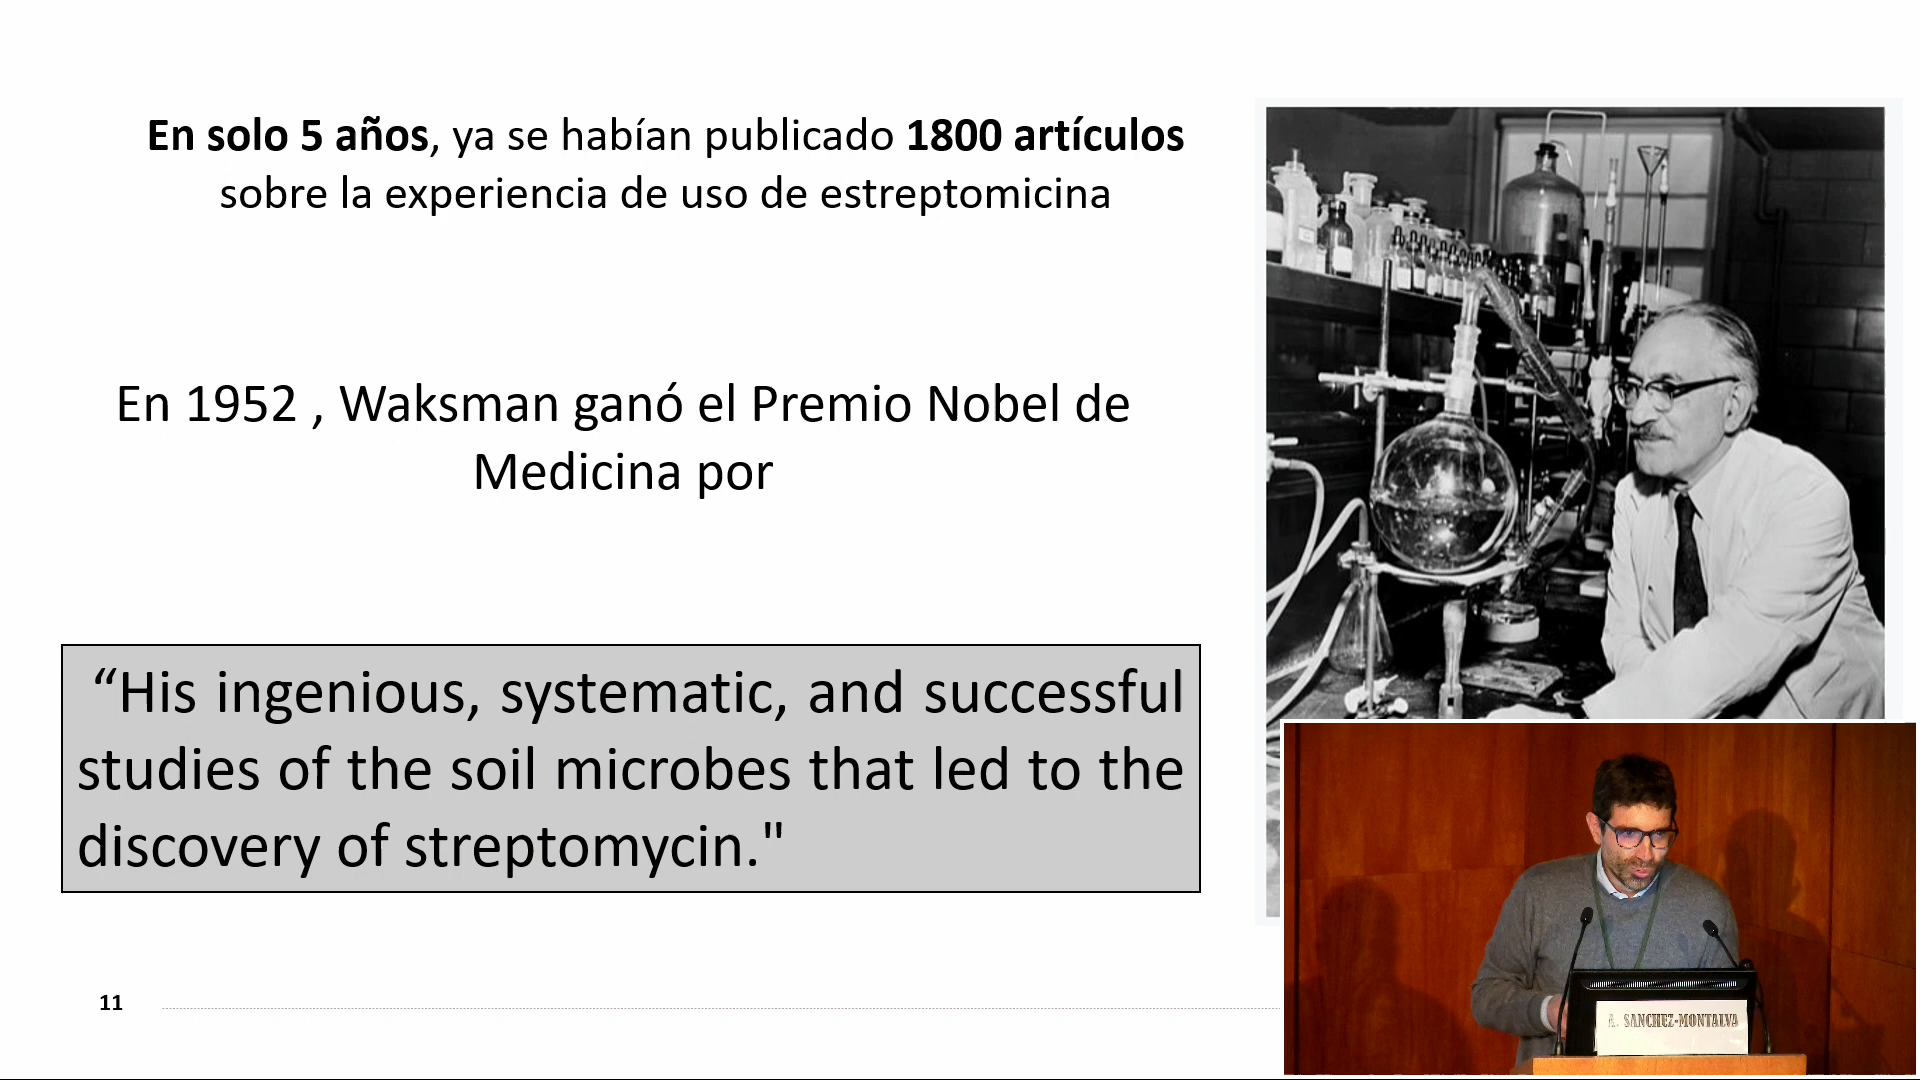 En solo 5 años, ya se habían publicado 1800 artículos
sobre la experiencia de uso de estreptomicina
En 1952 , Waksman ganó el Premio Nobel de
Medicina por
“His ingenious, systematic, and successful
studies of the soil microbes that led to the
discovery of streptomycin."
11
A. SANCHEZ-MONTALVA